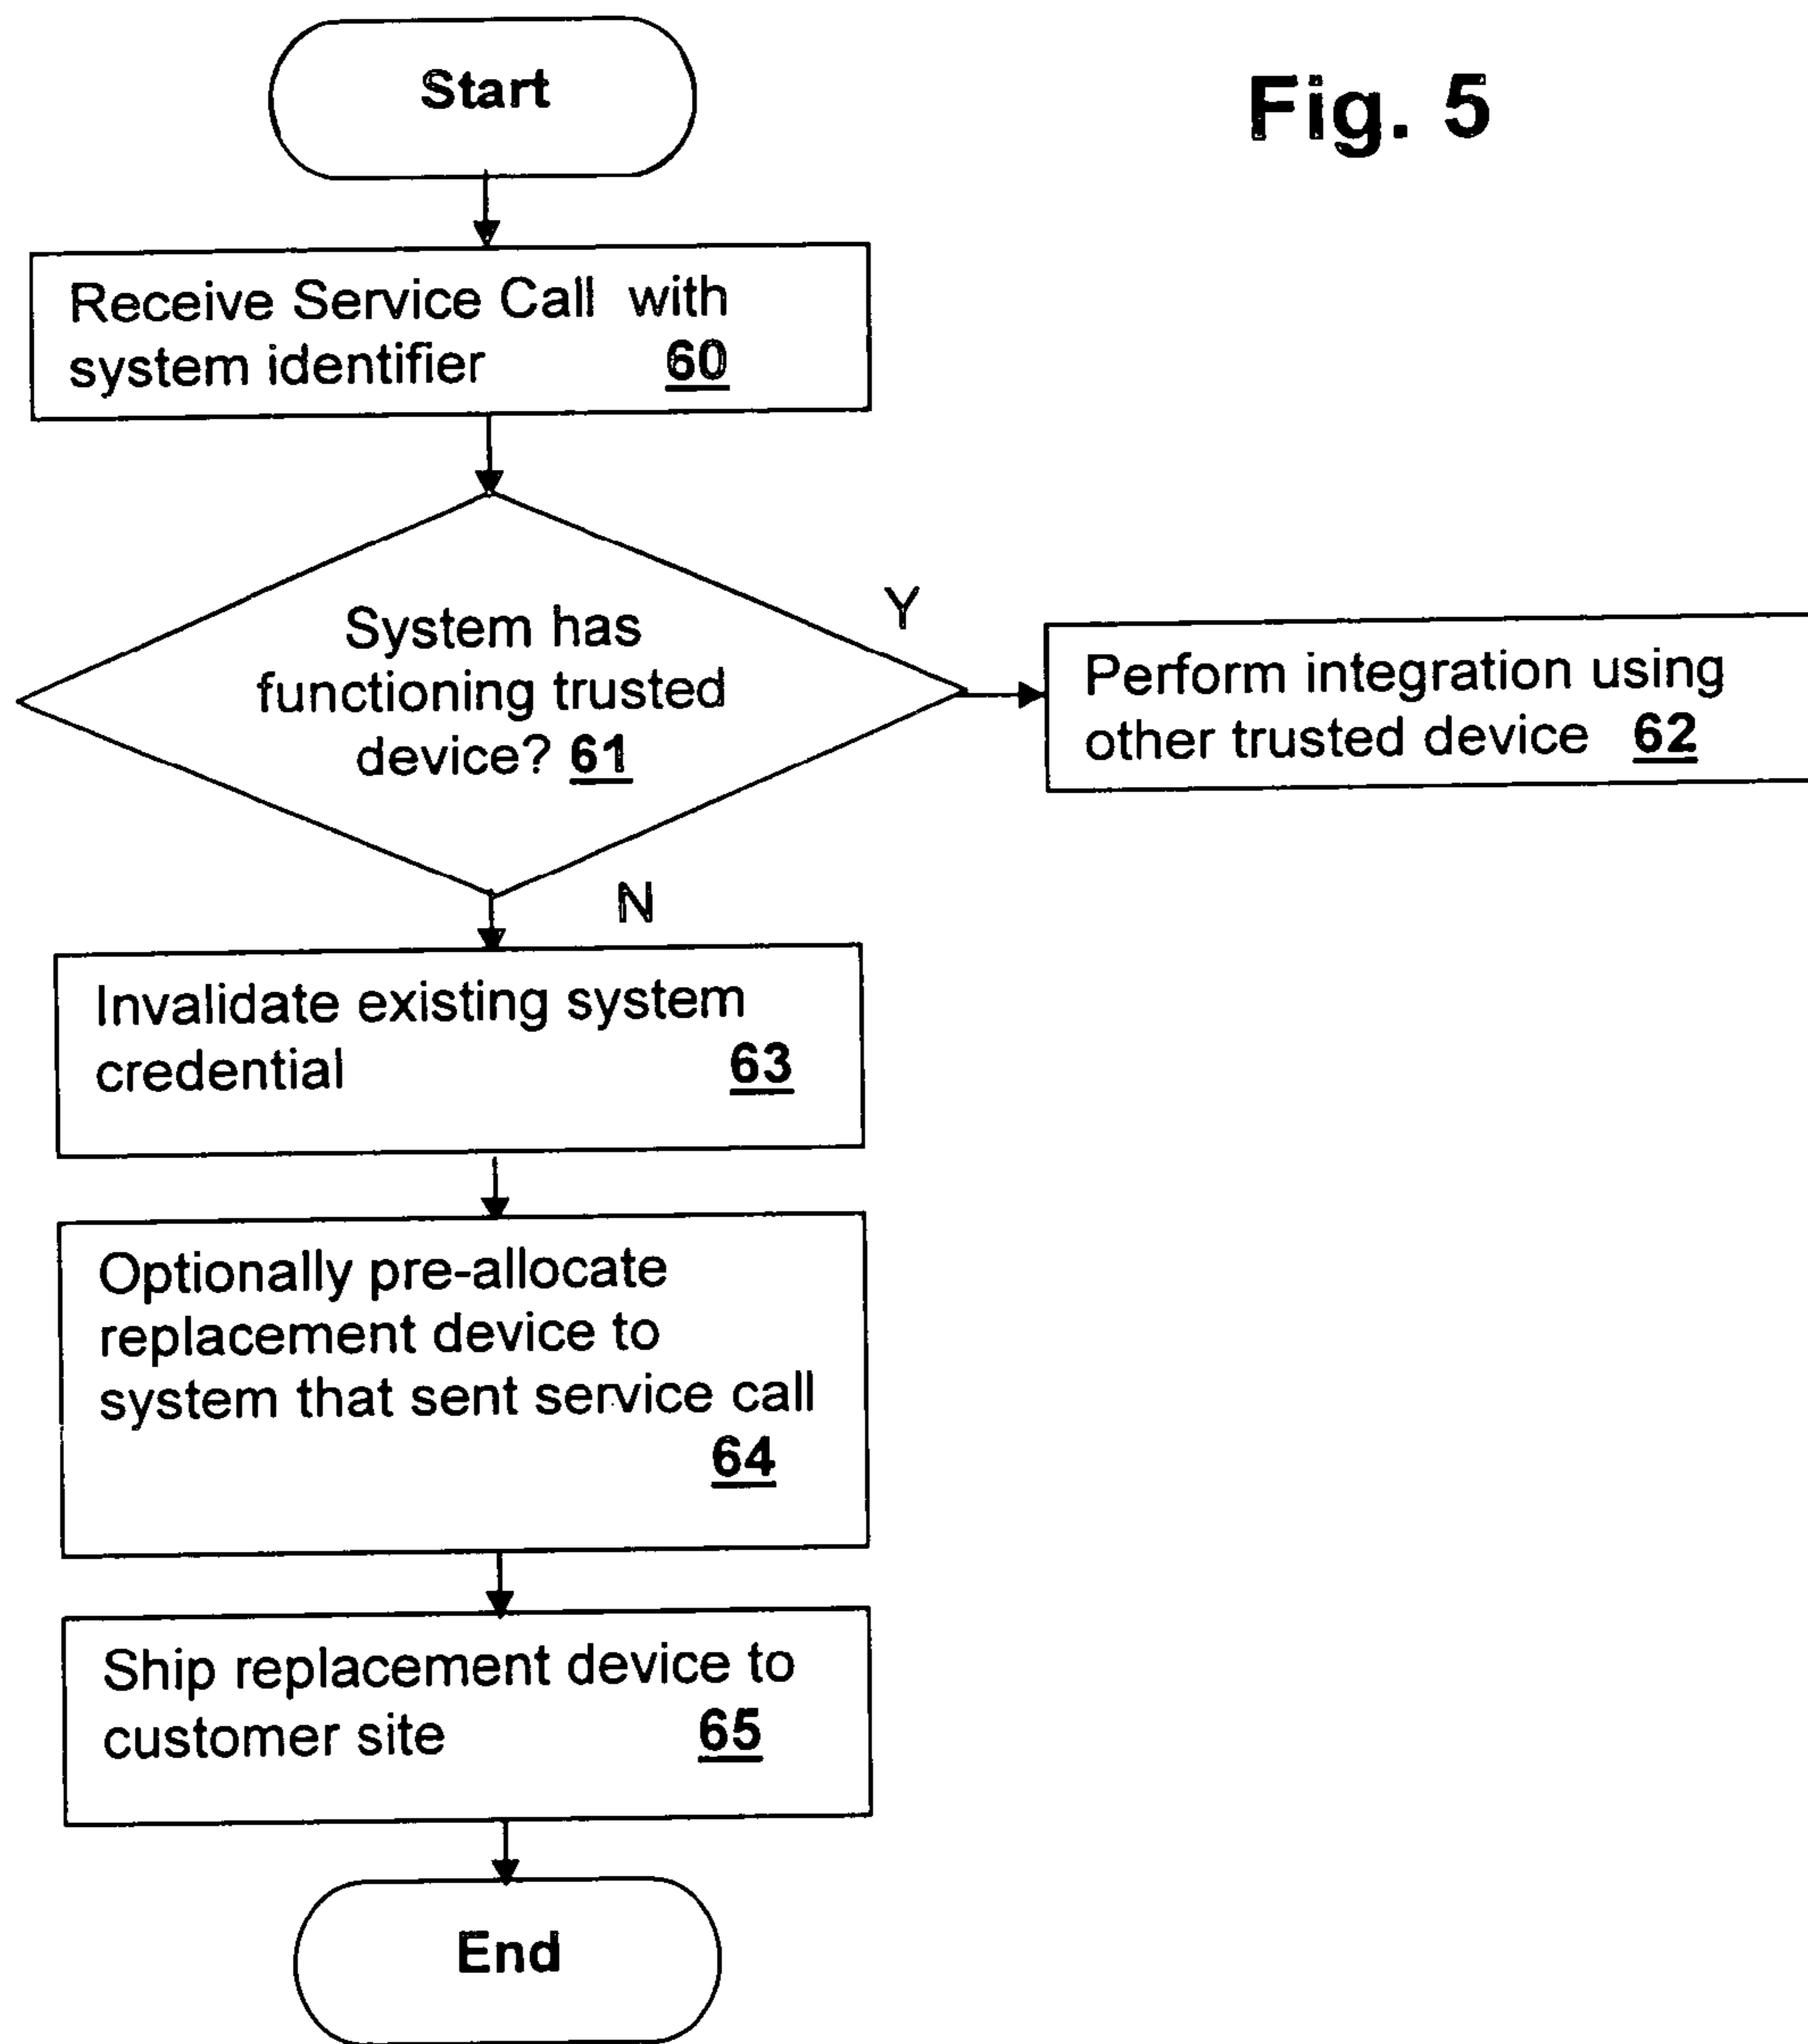 Start
Fig. 5
Receive Service Call with
system identifier 60
System has
functioning trusted
device? 61
Y
Perform integration using
other trusted device 62
N
Invalidate existing system
credential 63
Optionally pre-allocate
replacement device to
system that sent service call
64
Ship replacement device to
customer site 65
End